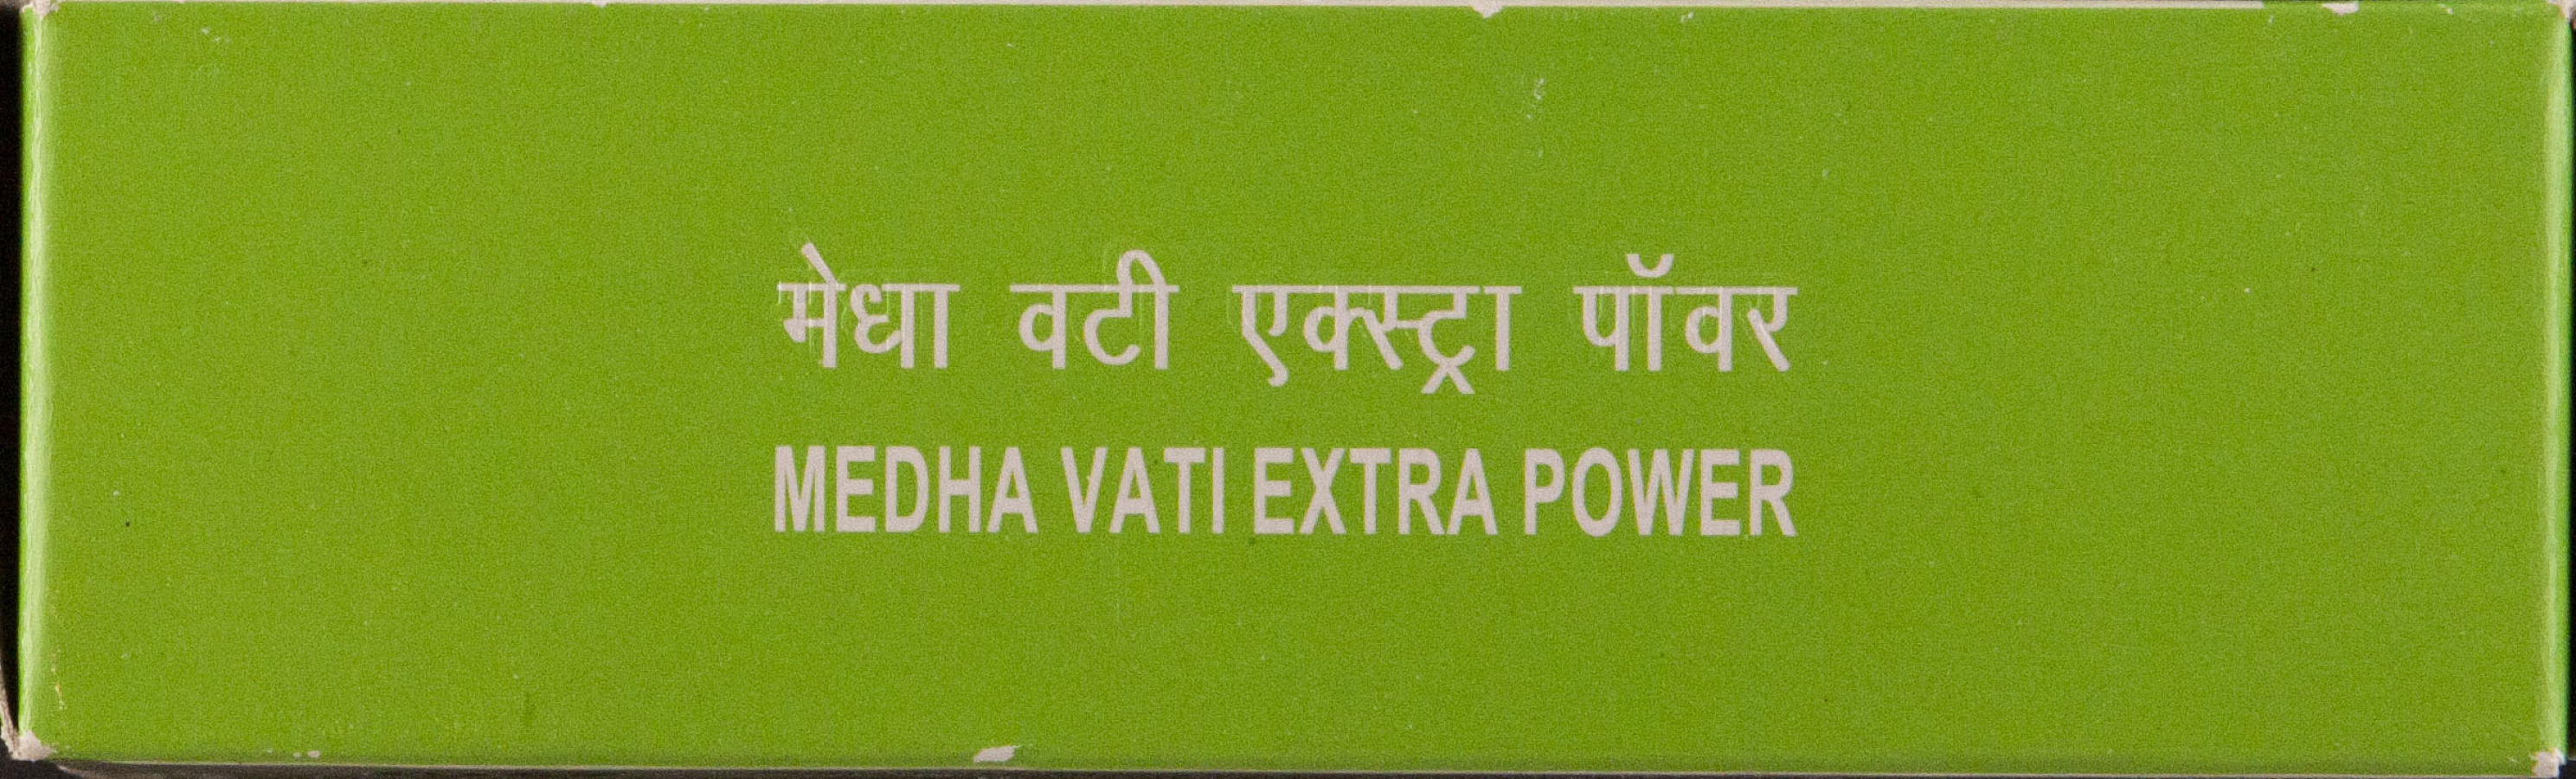 मेधा वटी एक्स्ट्रा पॉवर
MEDHA VATI EXTRA POWER